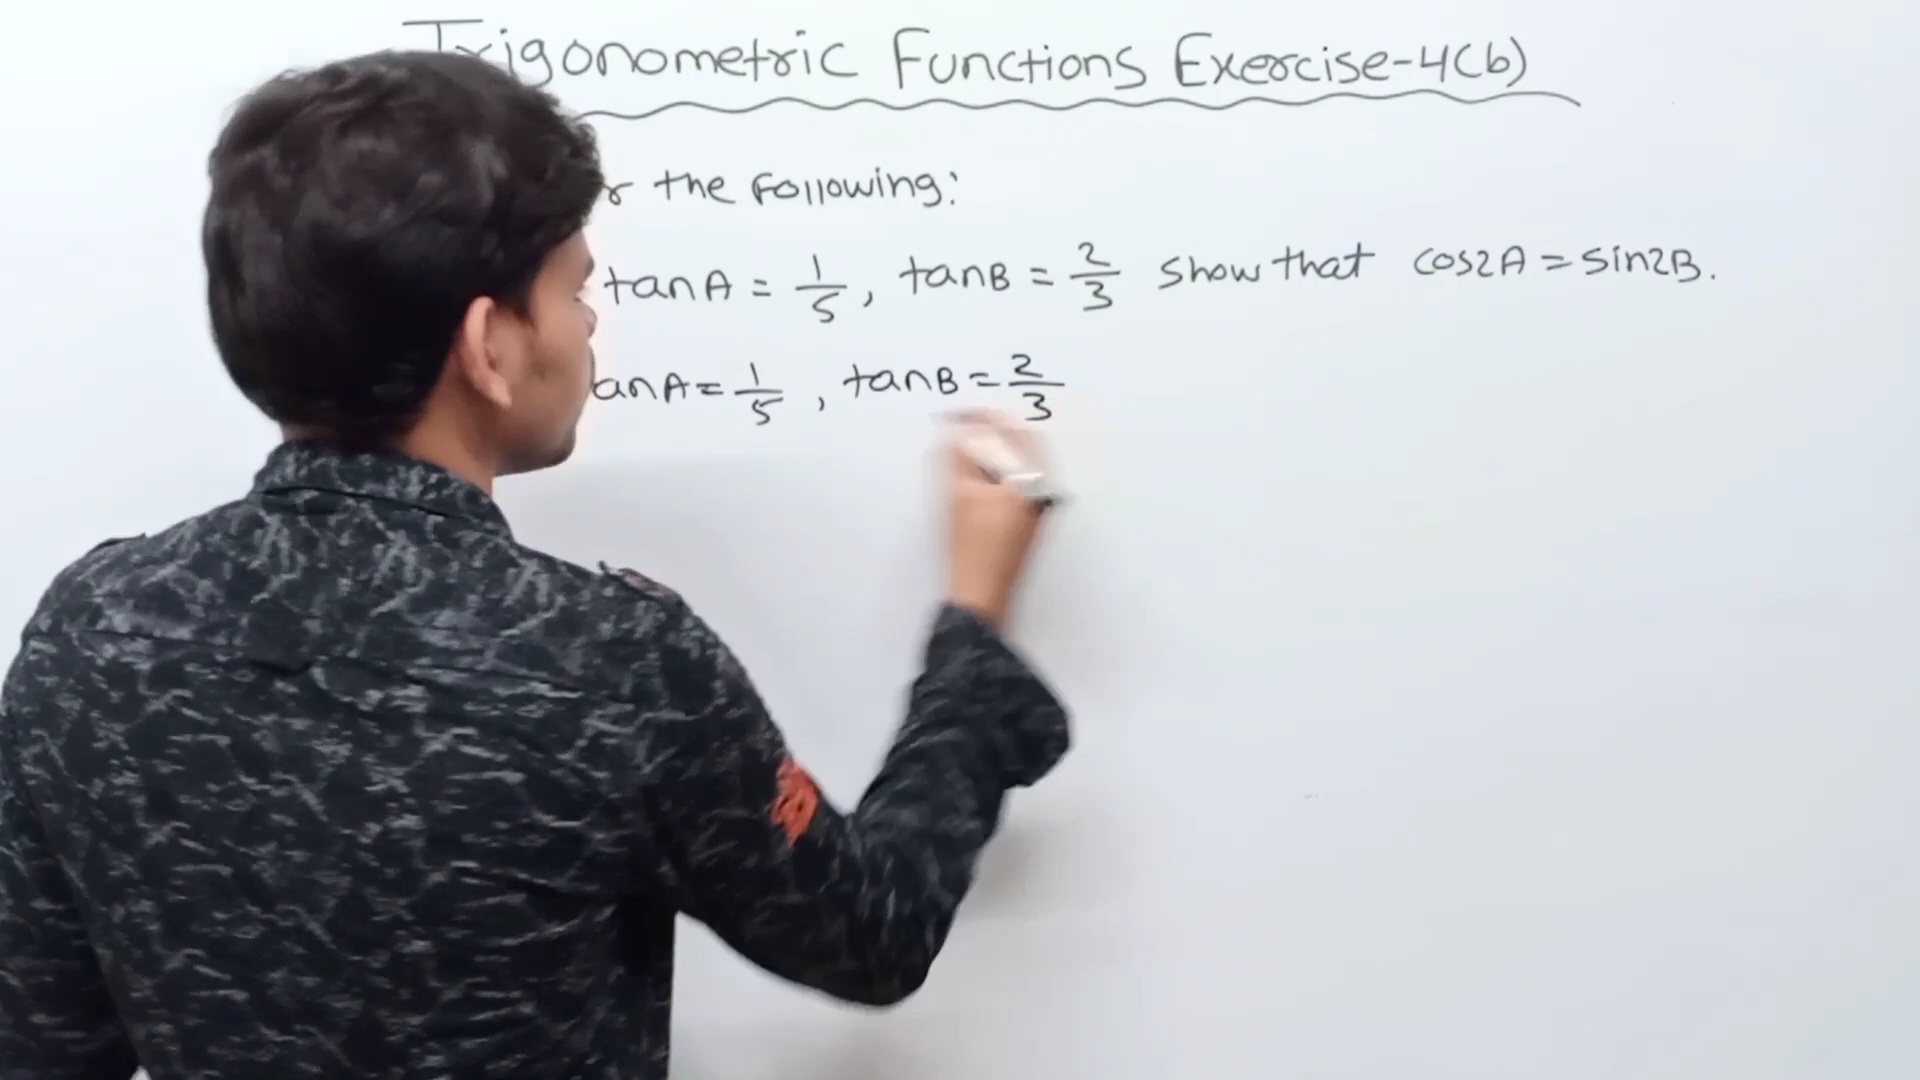 Trigonometric Functions Exercise-4(b)
the Following:
tanA = 1/5, tanB = 2/3 show that cos2A = sin2B.
anA = 1/5, tanB = 2/3